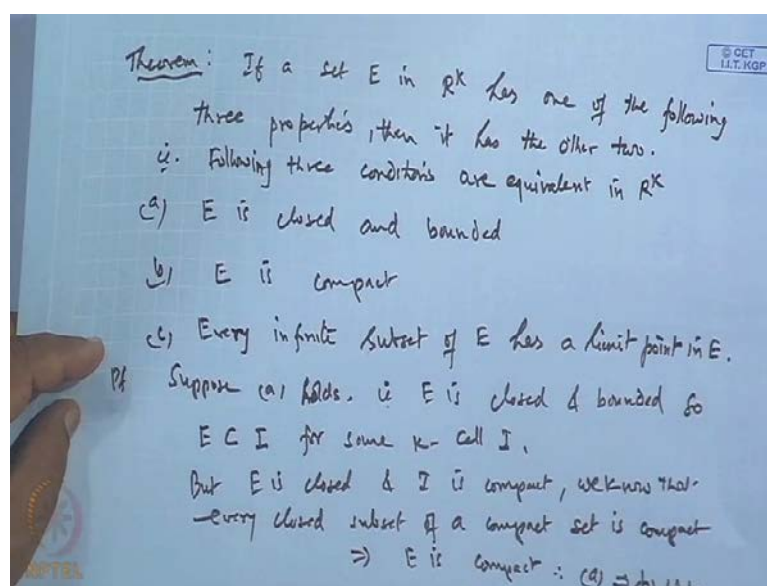 © CET
I.I.T. KGP
Theorem: If a set E in R^K has one of the following
three properties, then it has the other two.
ie. Following three conditions are equivalent in R^K
(a) E is closed and bounded
(b) E is compact
(c) Every infinite subset of E has a limit point in E.
Pf Suppose (a) holds. ie E is closed & bounded so
E ⊂ I for some K-cell I.
But E is closed & I is compact, we know that
every closed subset of a compact set is compact
⇒ E is compact ∴ (a) ⇒
NPTEL